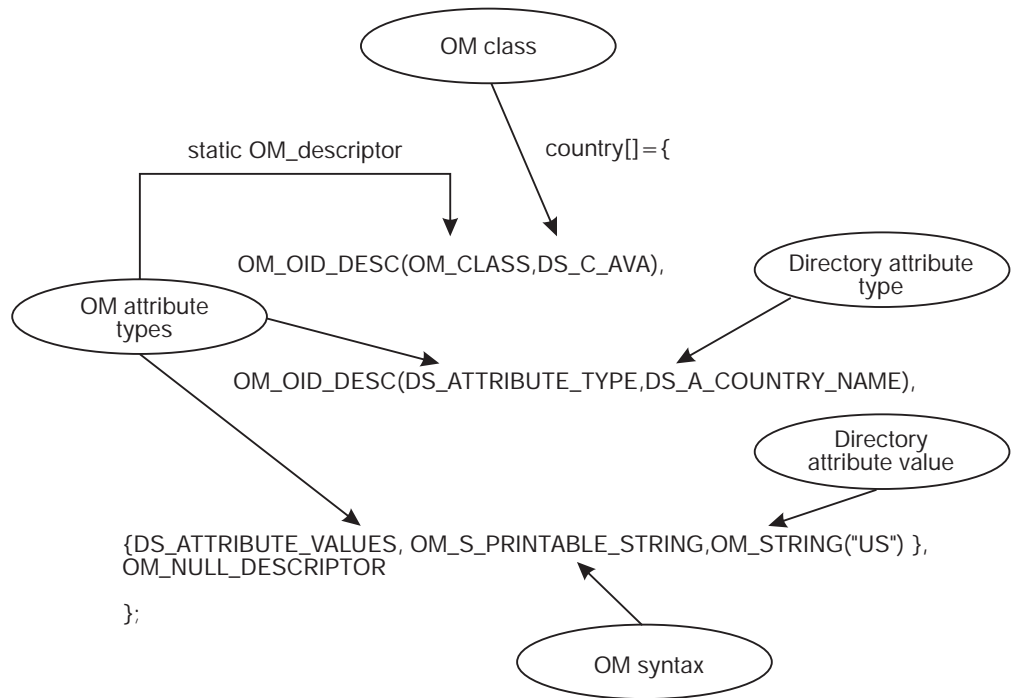 OM class
static OM_descriptor
country[]={
OM_OID_DESC(OM_CLASS,DS_C_AVA),
Directory attribute
type
OM attribute
types
OM_OID_DESC(DS_ATTRIBUTE_TYPE,DS_A_COUNTRY_NAME),
Directory
attribute value
{DS_ATTRIBUTE_VALUES, OM_S_PRINTABLE_STRING,OM_STRING("US") },
OM_NULL_DESCRIPTOR
};
OM syntax